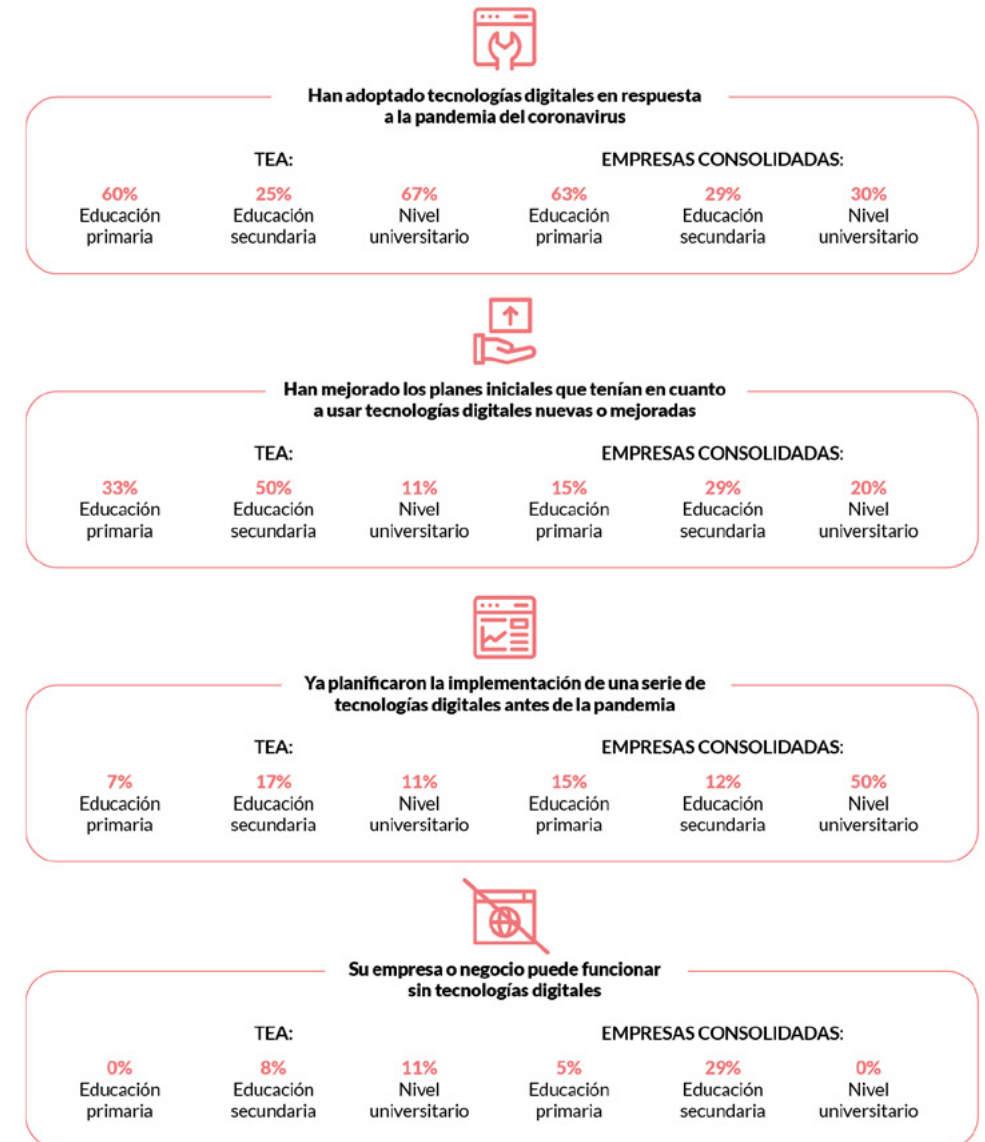 Han adoptado tecnologías digitales en respuesta
a la pandemia del coronavirus
TEA: EMPRESAS CONSOLIDADAS:
60% 25% 67% 63% 29% 30%
Educación Educación Nivel Educación Educación Nivel
primaria secundaria universitario primaria secundaria universitario
Han mejorado los planes iniciales que tenían en cuanto
a usar tecnologías digitales nuevas o mejoradas
TEA: EMPRESAS CONSOLIDADAS:
33% 50% 11% 15% 29% 20%
Educación Educación Nivel Educación Educación Nivel
primaria secundaria universitario primaria secundaria universitario
Ya planificaron la implementación de una serie de
tecnologías digitales antes de la pandemia
TEA: EMPRESAS CONSOLIDADAS:
7% 17% 11% 15% 12% 50%
Educación Educación Nivel Educación Educación Nivel
primaria secundaria universitario primaria secundaria universitario
Su empresa o negocio puede funcionar
sin tecnologías digitales
TEA: EMPRESAS CONSOLIDADAS:
0% 8% 11% 5% 29% 0%
Educación Educación Nivel Educación Educación Nivel
primaria secundaria universitario primaria secundaria universitario